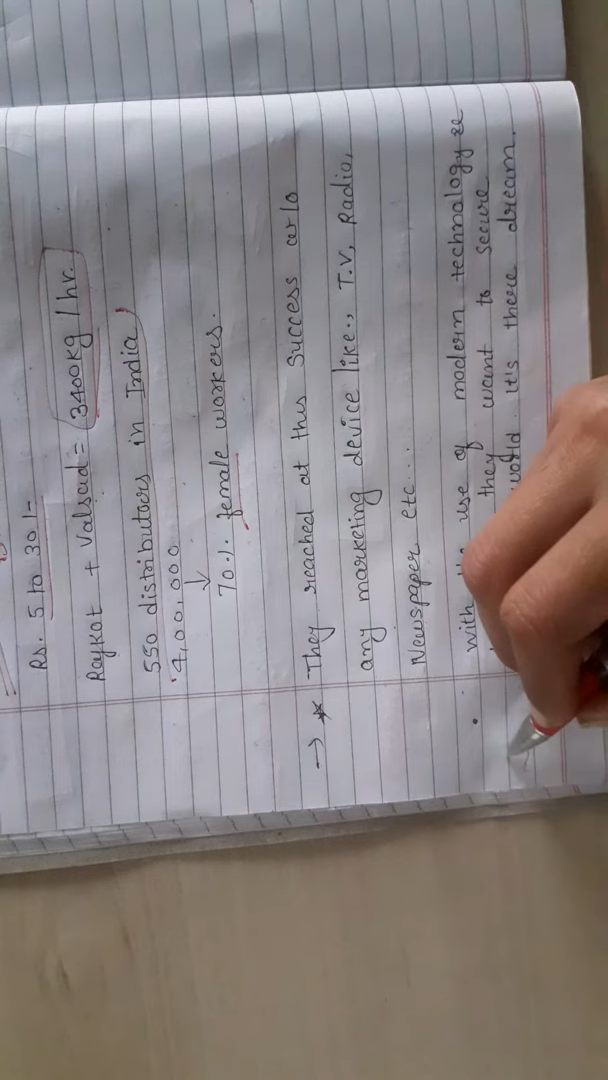 Rs. 5 to 30/-
Rajkot + Valsad = 3400kg / hr.
550 distributors in India,
4,00,000
↓
70% female workers.
→ * They reached at this success w/o
any marketing device like., T.V, Radio,
Newspaper etc...
• With use of modern technology &
they want to secure
world. it's there dream.